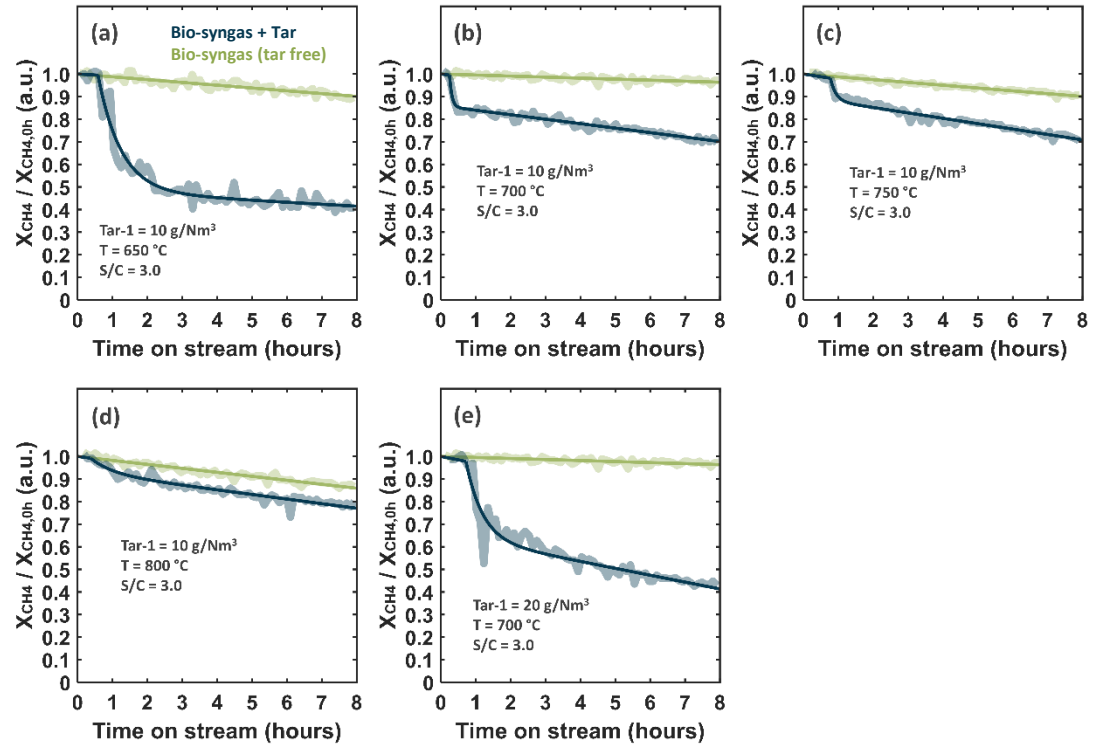 (a)
Bio-syngas + Tar
Bio-syngas (tar free)
XCH4 / XCH4,0h (a.u.)
1.0
0.9
0.8
0.7
0.6
0.5
0.4
0.3
0.2
0.1
0
Tar-1 = 10 g/Nm³
T = 650 °C
S/C = 3.0
0 1 2 3 4 5 6 7 8
Time on stream (hours)
(b)
XCH4 / XCH4,0h (a.u.)
1.0
0.9
0.8
0.7
0.6
0.5
0.4
0.3
0.2
0.1
0
Tar-1 = 10 g/Nm³
T = 700 °C
S/C = 3.0
0 1 2 3 4 5 6 7 8
Time on stream (hours)
(c)
XCH4 / XCH4,0h (a.u.)
1.0
0.9
0.8
0.7
0.6
0.5
0.4
0.3
0.2
0.1
0
Tar-1 = 10 g/Nm³
T = 750 °C
S/C = 3.0
0 1 2 3 4 5 6 7 8
Time on stream (hours)
(d)
XCH4 / XCH4,0h (a.u.)
1.0
0.9
0.8
0.7
0.6
0.5
0.4
0.3
0.2
0.1
0
Tar-1 = 10 g/Nm³
T = 800 °C
S/C = 3.0
0 1 2 3 4 5 6 7 8
Time on stream (hours)
(e)
XCH4 / XCH4,0h (a.u.)
1.0
0.9
0.8
0.7
0.6
0.5
0.4
0.3
0.2
0.1
0
Tar-1 = 20 g/Nm³
T = 700 °C
S/C = 3.0
0 1 2 3 4 5 6 7 8
Time on stream (hours)